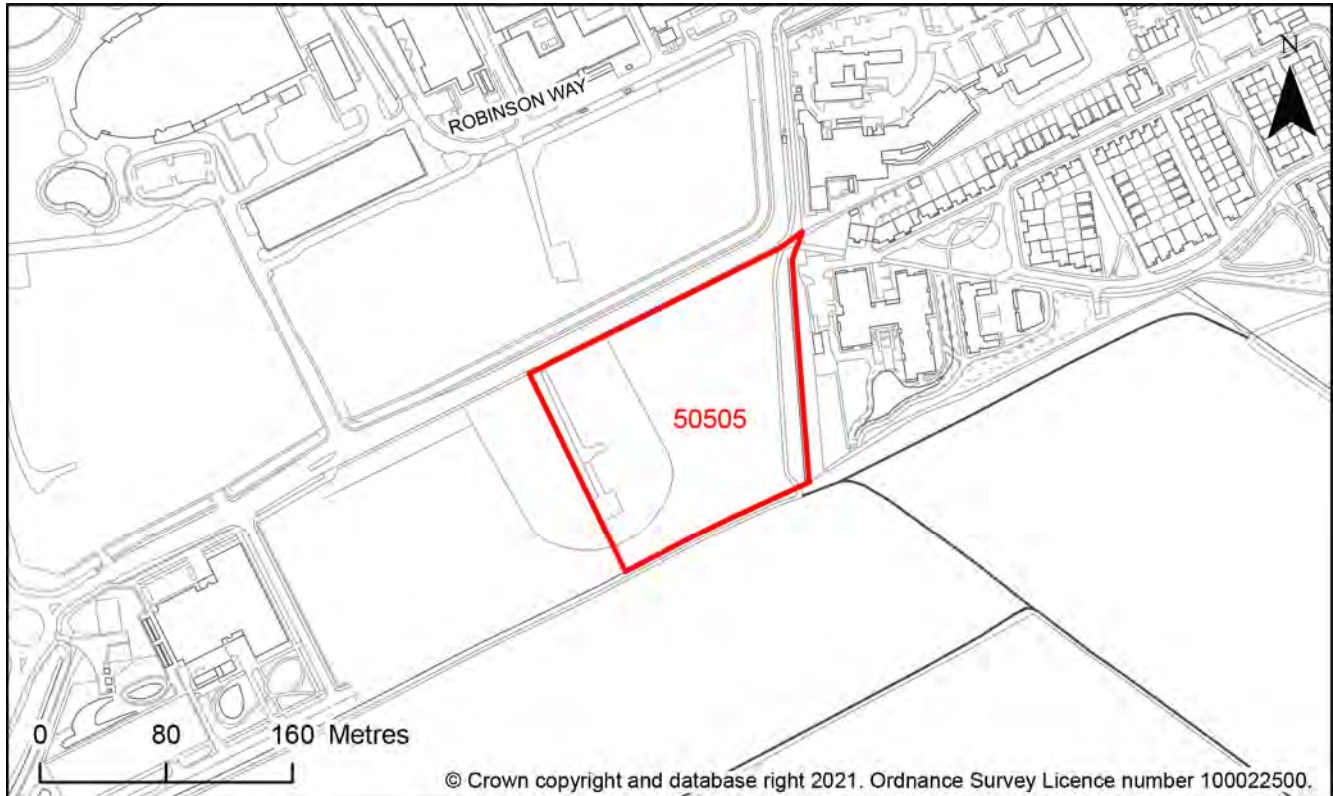 N
ROBINSON WAY
50505
0 80 160 Metres
© Crown copyright and database right 2021. Ordnance Survey Licence number 100022500.